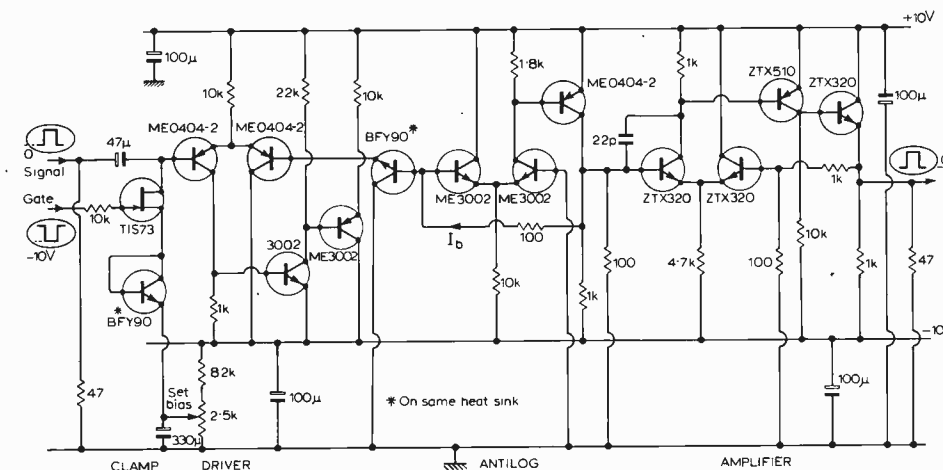 +10V
100μ
10k
22k
10k
1·8k
ME0404-2
1k
ZTX510
ZTX320
100μ
47μ
ME0404-2
ME0404-2
BFY90*
22p
0
Signal
Gate
10k
-10V
TIS73
3002
ME3002
ME3002
ME3002
Ib
100
ZTX320
ZTX320
1k
0
*
BFY90
1k
10k
1k
100
4·7k
100
10k
1k
47
-10
47
Set
bias
82k
2·5k
330μ
100μ
* On same heat sink
100μ
CLAMP
DRIVER
ANTILOG
AMPLIFIER